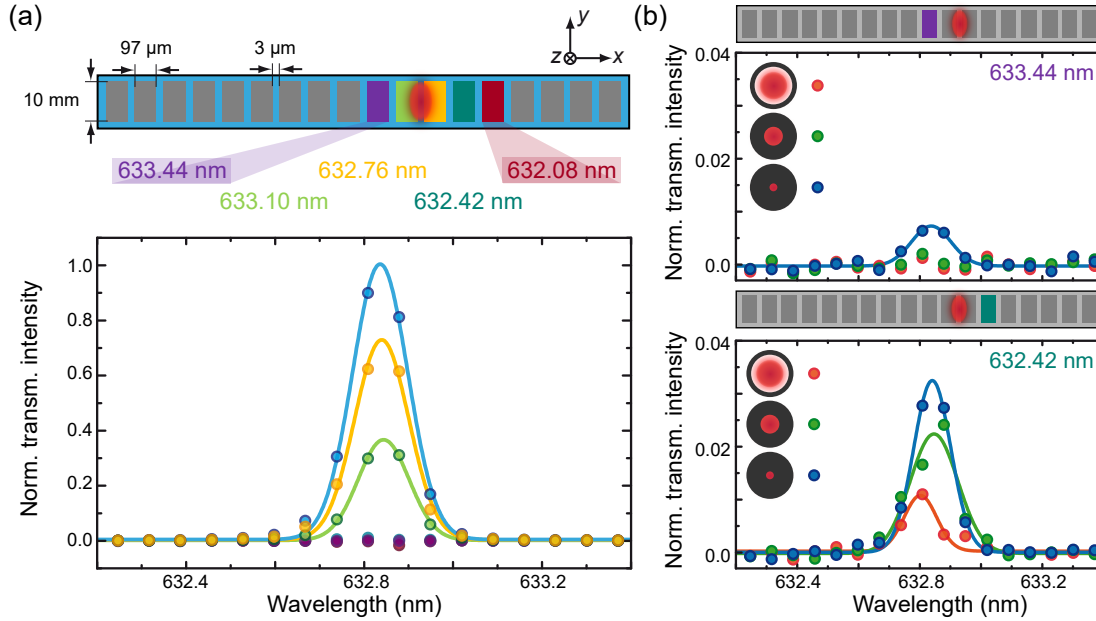 (a)
y
z
x
97 µm
3 µm
10 mm
633.44 nm
632.76 nm
632.08 nm
633.10 nm
632.42 nm
Norm. transm. intensity
1.0
0.8
0.6
0.4
0.2
0.0
632.4
632.8
633.2
Wavelength (nm)
(b)
0.04
633.44 nm
0.02
0.0
Norm. transm. intensity
0.04
632.42 nm
0.02
0.00
Norm. transm. intensity
632.4
632.8
633.2
Wavelength (nm)